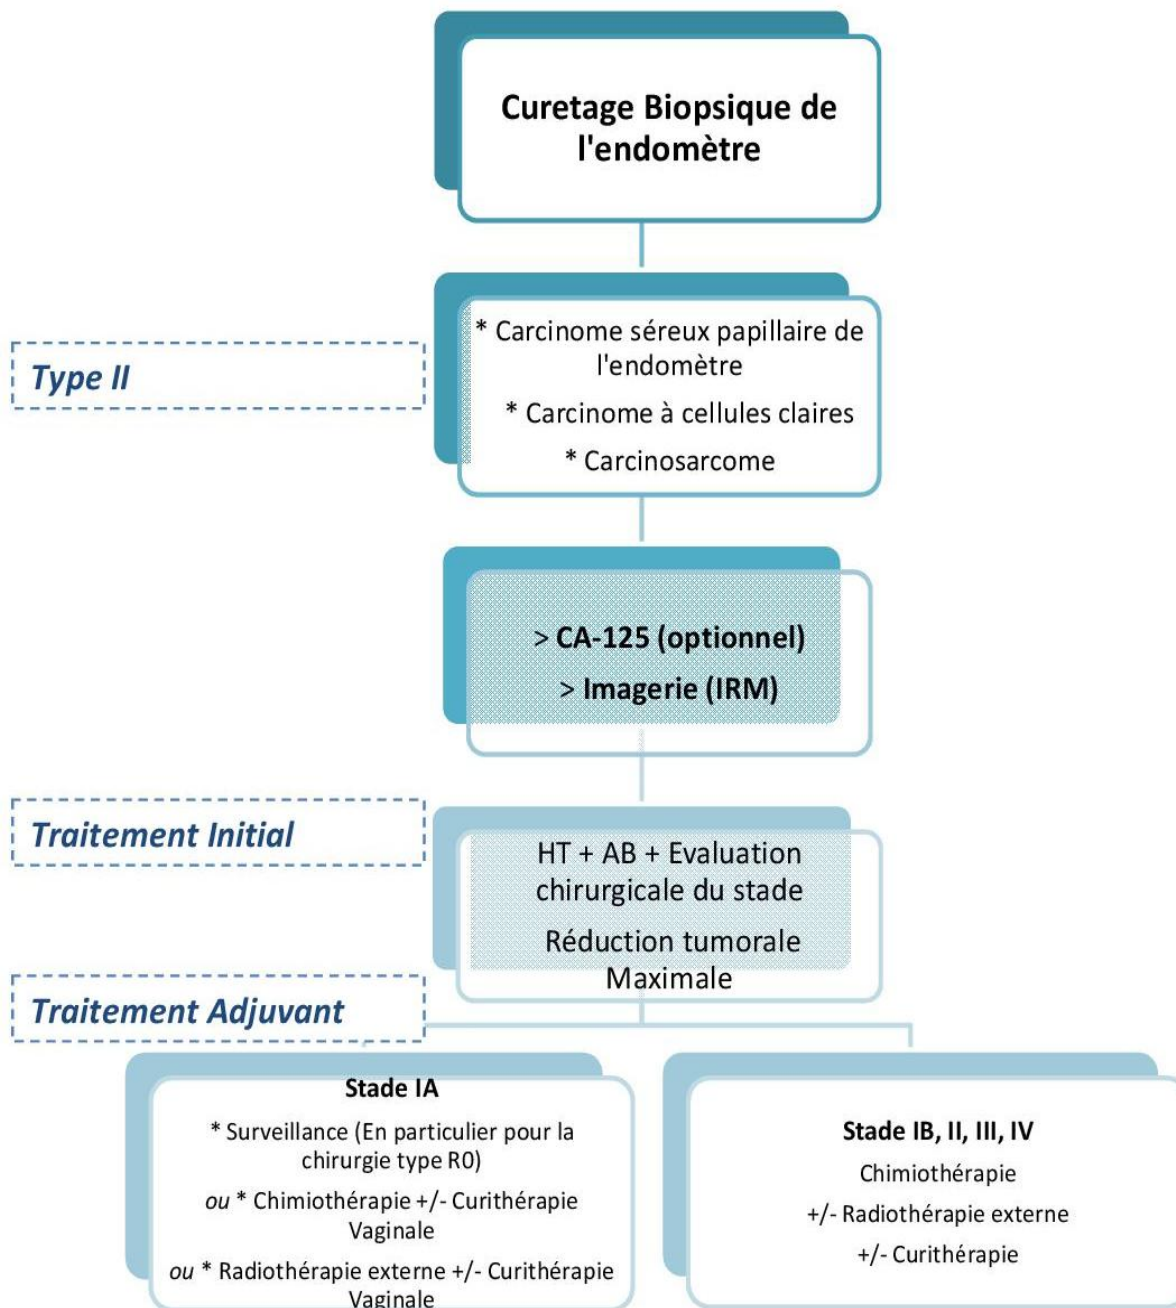 Curetage Biopsique de
l'endomètre
Type II
* Carcinome séreux papillaire de
l'endomètre
* Carcinome à cellules claires
* Carcinosarcome
> CA-125 (optionnel)
> Imagerie (IRM)
Traitement Initial
HT + AB + Evaluation
chirurgicale du stade
Réduction tumorale
Maximale
Traitement Adjuvant
Stade IA
* Surveillance (En particulier pour la
chirurgie type R0)
ou * Chimiothérapie +/- Curithérapie
Vaginale
ou * Radiothérapie externe +/- Curithérapie
Vaginale
Stade IB, II, III, IV
Chimiothérapie
+/- Radiothérapie externe
+/- Curithérapie